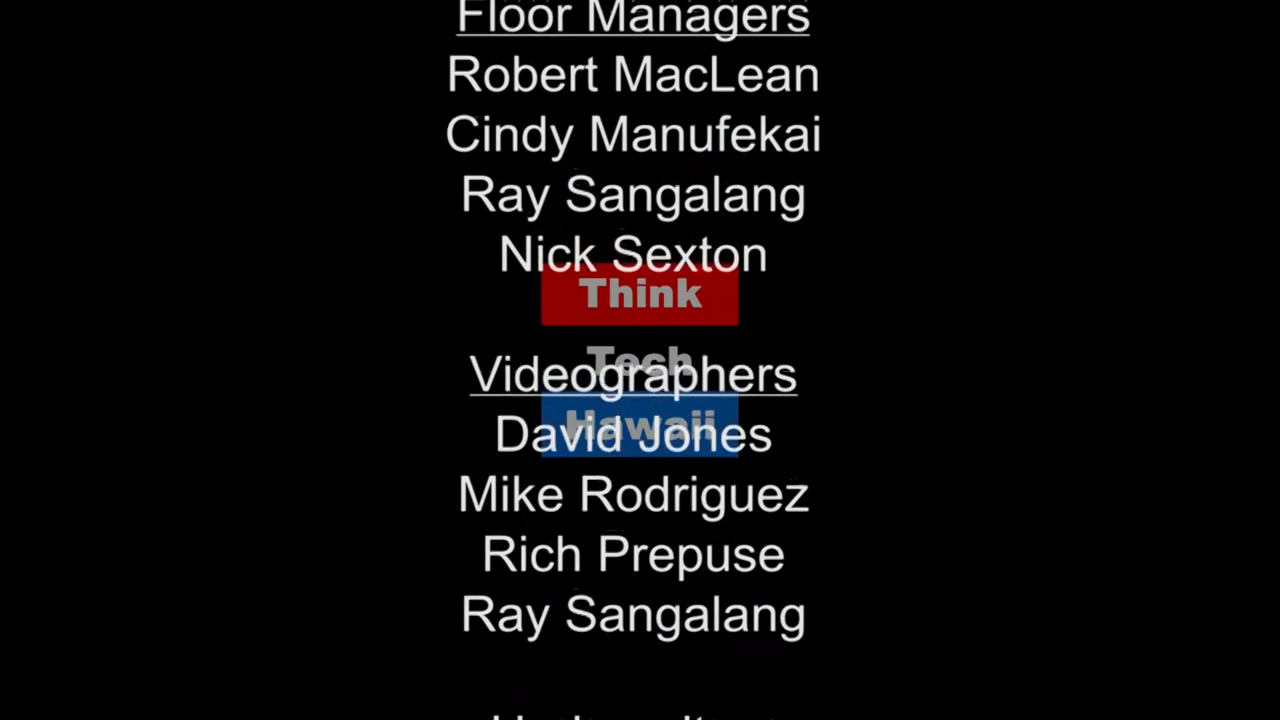 Floor Managers
Robert MacLean
Cindy Manufekai
Ray Sangalang
Nick Sexton
Think
Tech
Videographers
Hawaii
David Jones
Mike Rodriguez
Rich Prepuse
Ray Sangalang